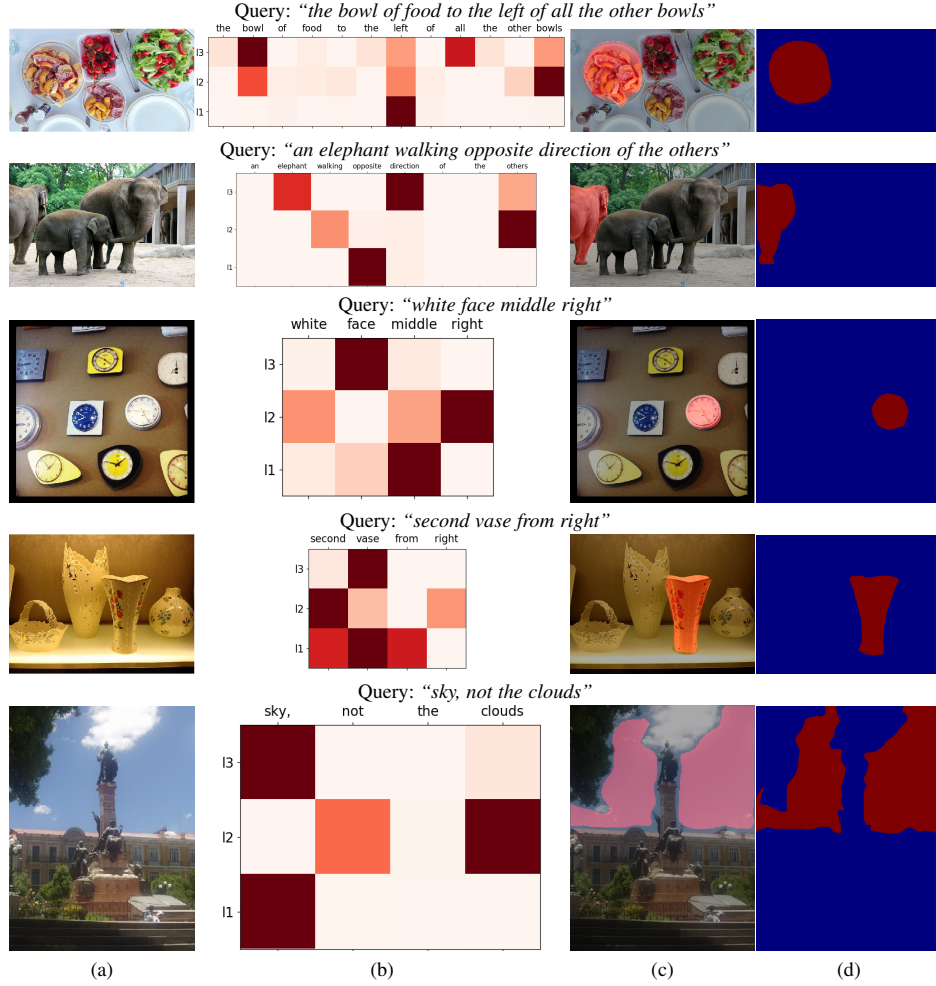 Query: “the bowl of food to the left of all the other bowls”
the bowl of food to the left of all the other bowls
l3
l2
l1
Query: “an elephant walking opposite direction of the others”
an elephant walking opposite direction of the others
l3
l2
l1
Query: “white face middle right”
white face middle right
l3
l2
l1
Query: “second vase from right”
second vase from right
l3
l2
l1
Query: “sky, not the clouds”
sky, not the clouds
l3
l2
l1
(a) (b) (c) (d)